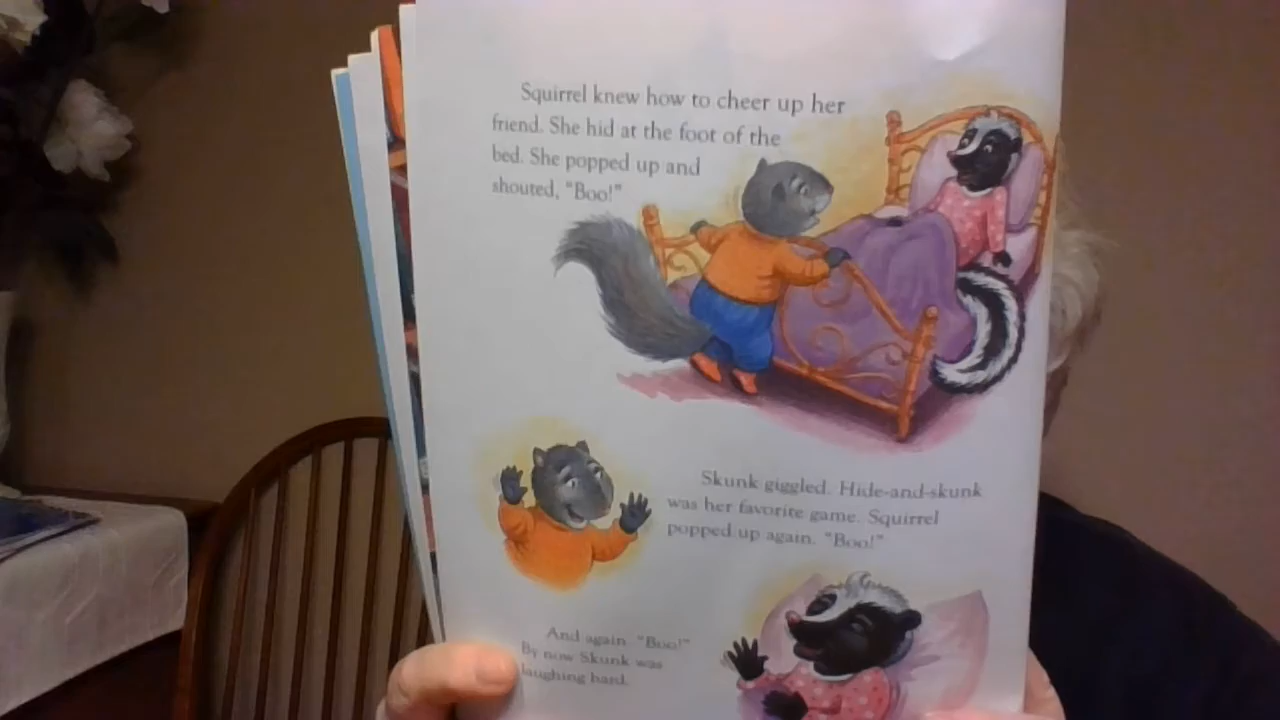 Squirrel knew how to cheer up her
friend. She hid at the foot of the
bed. She popped up and
shouted, "Boo!"
Skunk giggled. Hide-and-skunk
was her favorite game. Squirrel
popped up again. "Boo!"
And again. "Boo!"
By now Skunk was
laughing hard.